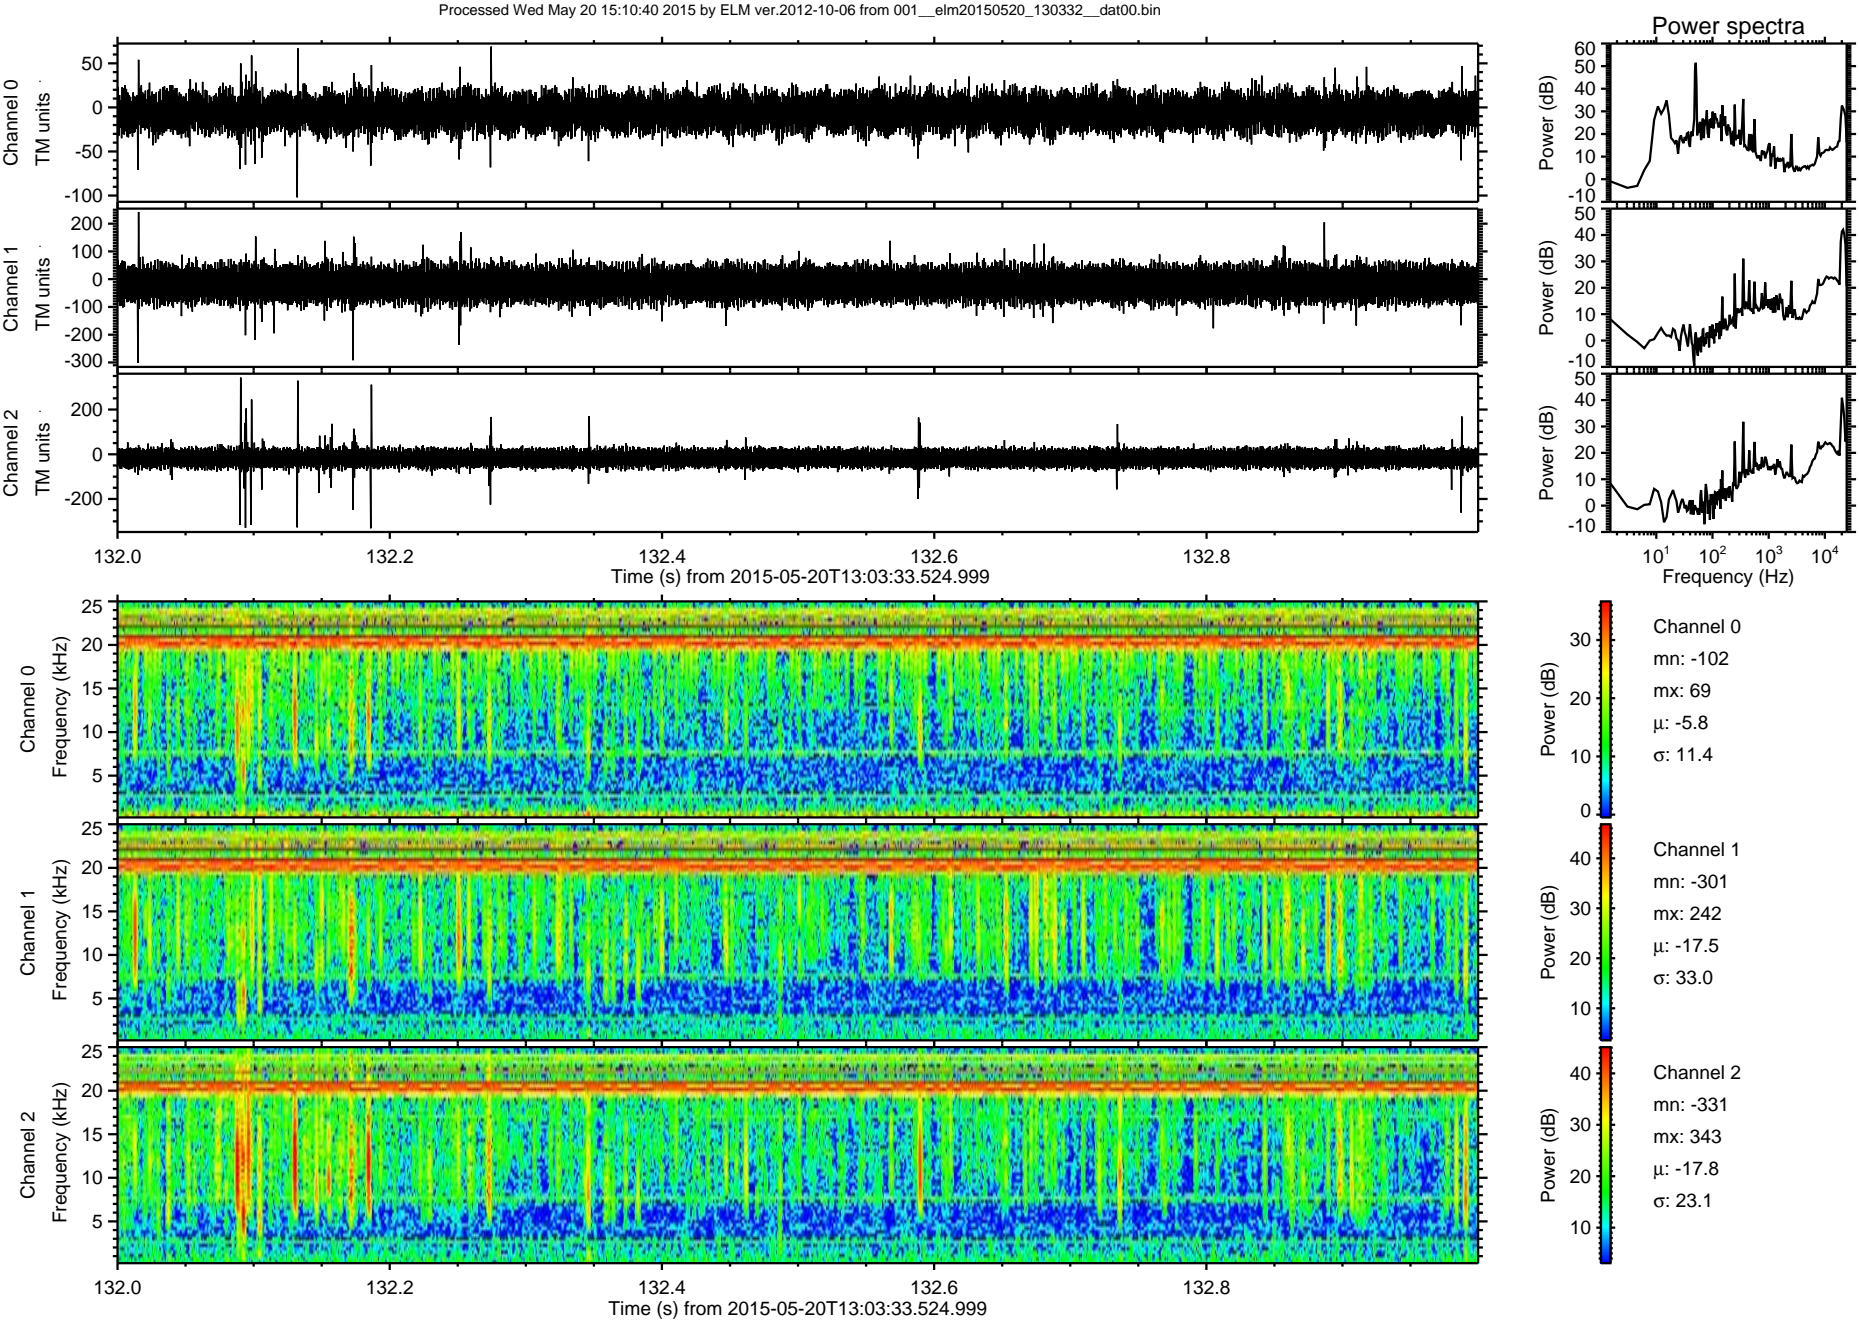 Processed Wed May 20 15:10:40 2015 by ELM ver.2012-10-06 from 001__elm20150520_130332__dat00.bin
Power spectra
Channel 0
TM units
50
0
-50
-100
Power (dB)
60
50
40
30
20
10
0
-10
Channel 1
TM units
200
100
0
-100
-200
-300
Power (dB)
50
40
30
20
10
0
-10
Channel 2
TM units
200
0
-200
Power (dB)
50
40
30
20
10
0
-10
132.0 132.2 132.4 132.6 132.8
Time (s) from 2015-05-20T13:03:33.524.999
10^1 10^2 10^3 10^4
Frequency (Hz)
Channel 0
Frequency (kHz)
25
20
15
10
5
Power (dB)
30
20
10
0
Channel 0
mn: -102
mx: 69
μ: -5.8
σ: 11.4
Channel 1
Frequency (kHz)
25
20
15
10
5
Power (dB)
40
30
20
10
Channel 1
mn: -301
mx: 242
μ: -17.5
σ: 33.0
Channel 2
Frequency (kHz)
25
20
15
10
5
Power (dB)
40
30
20
10
Channel 2
mn: -331
mx: 343
μ: -17.8
σ: 23.1
132.0 132.2 132.4 132.6 132.8
Time (s) from 2015-05-20T13:03:33.524.999